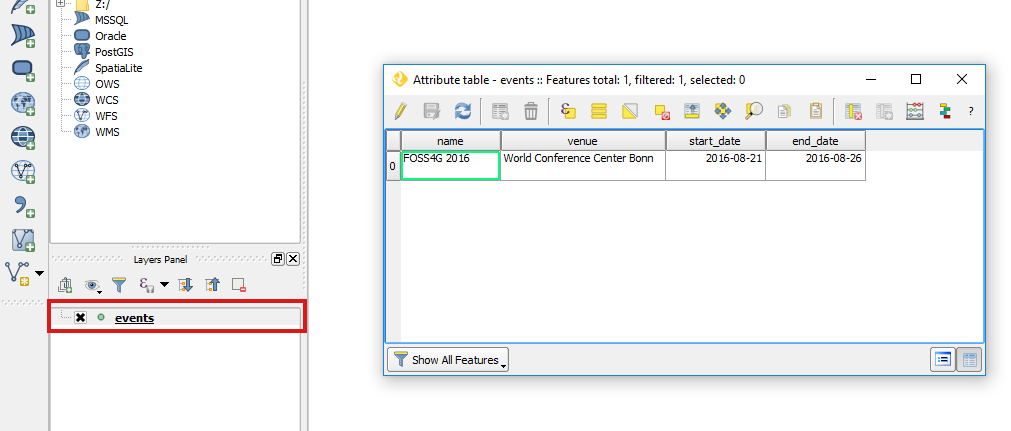 Z:/
MSSQL
Oracle
PostGIS
SpatiaLite
OWS
WCS
WFS
WMS
Layers Panel
events
Attribute table - events :: Features total: 1, filtered: 1, selected: 0
?
name venue start_date end_date
0 FOSS4G 2016 World Conference Center Bonn 2016-08-21 2016-08-26
Show All Features